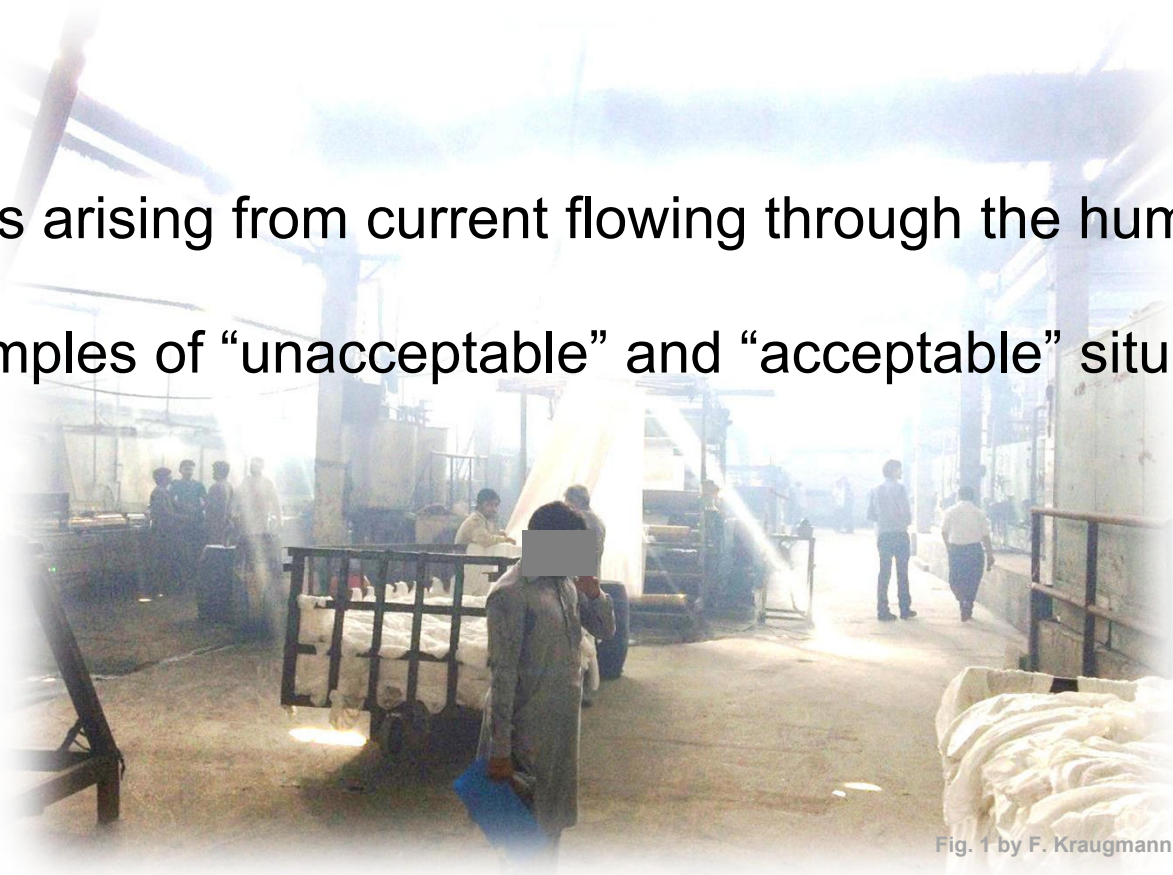 s arising from current flowing through the hum
mples of “unacceptable” and “acceptable” situ
Fig. 1 by F. Kraugmann